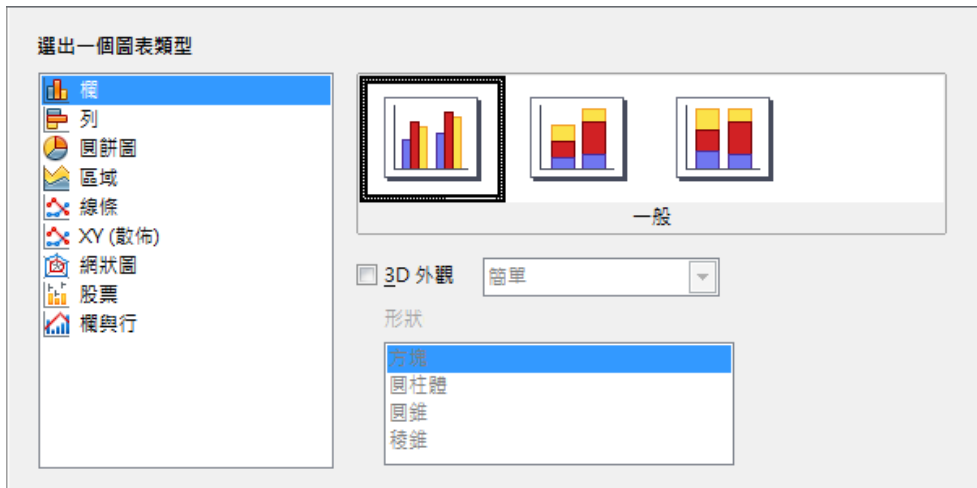 選出一個圖表類型
欄
列
圓餅圖
區域
線條
XY (散佈)
網狀圖
股票
欄與行
一般
3D 外觀
簡單
形狀
方塊
圓柱體
圓錐
稜錐